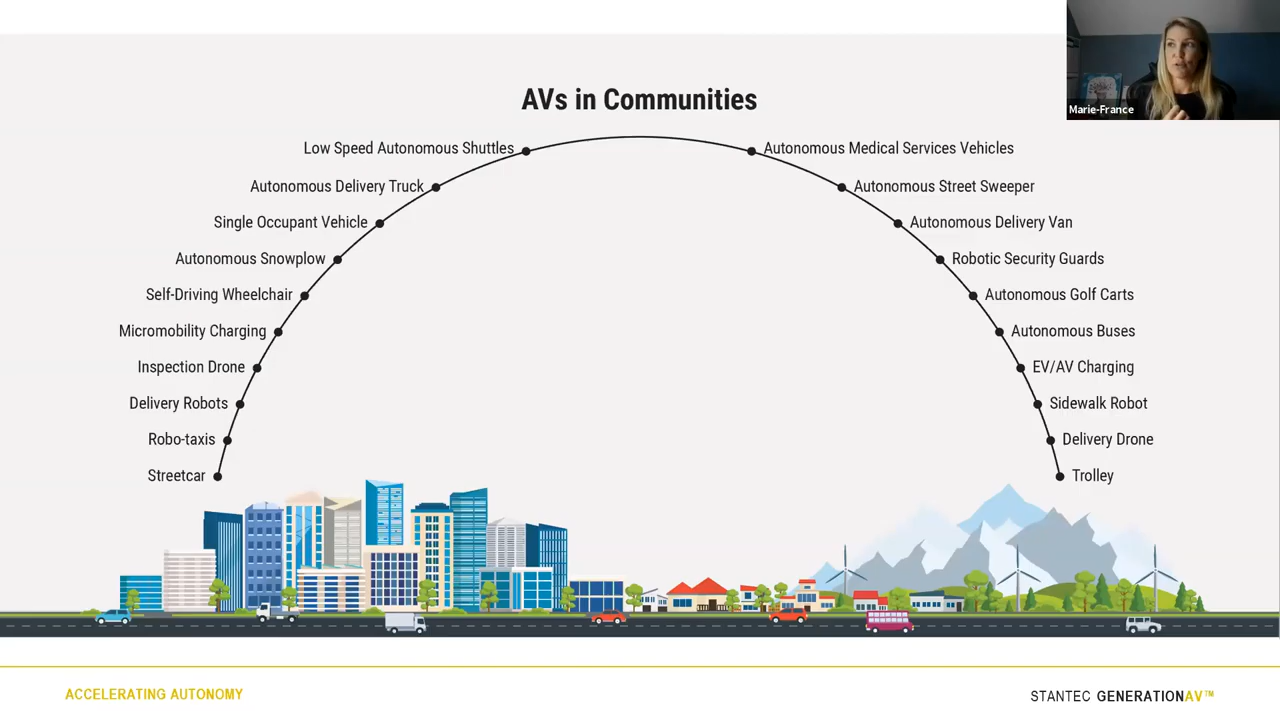 AVs in Communities
Marie-France
Low Speed Autonomous Shuttles
Autonomous Delivery Truck
Single Occupant Vehicle
Autonomous Snowplow
Self-Driving Wheelchair
Micromobility Charging
Inspection Drone
Delivery Robots
Robo-taxis
Streetcar
Autonomous Medical Services Vehicles
Autonomous Street Sweeper
Autonomous Delivery Van
Robotic Security Guards
Autonomous Golf Carts
Autonomous Buses
EV/AV Charging
Sidewalk Robot
Delivery Drone
Trolley
ACCELERATING AUTONOMY
STANTEC GENERATIONAV™